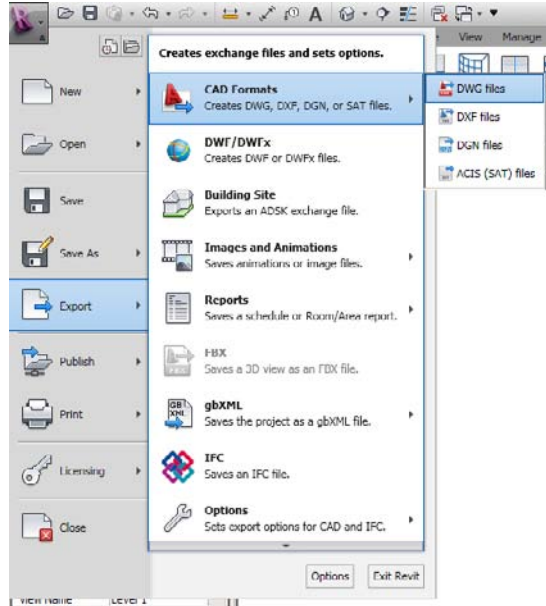 A
View Manage
Creates exchange files and sets options.
New
Open
Save
Save As
Export
Publish
Print
Licensing
Close
CAD Formats
Creates DWG, DXF, DGN, or SAT files.
DWF/DWFx
Creates DWF or DWFx files.
Building Site
Exports an ADSK exchange file.
Images and Animations
Saves animations or image files.
Reports
Saves a schedule or Room/Area report.
FBX
Saves a 3D view as an FBX file.
gbXML
Saves the project as a gbXML file.
IFC
Saves an IFC file.
Options
Sets export options for CAD and IFC.
DWG files
DXF files
DGN files
ACIS (SAT) files
Options Exit Revit
View Name Level 1